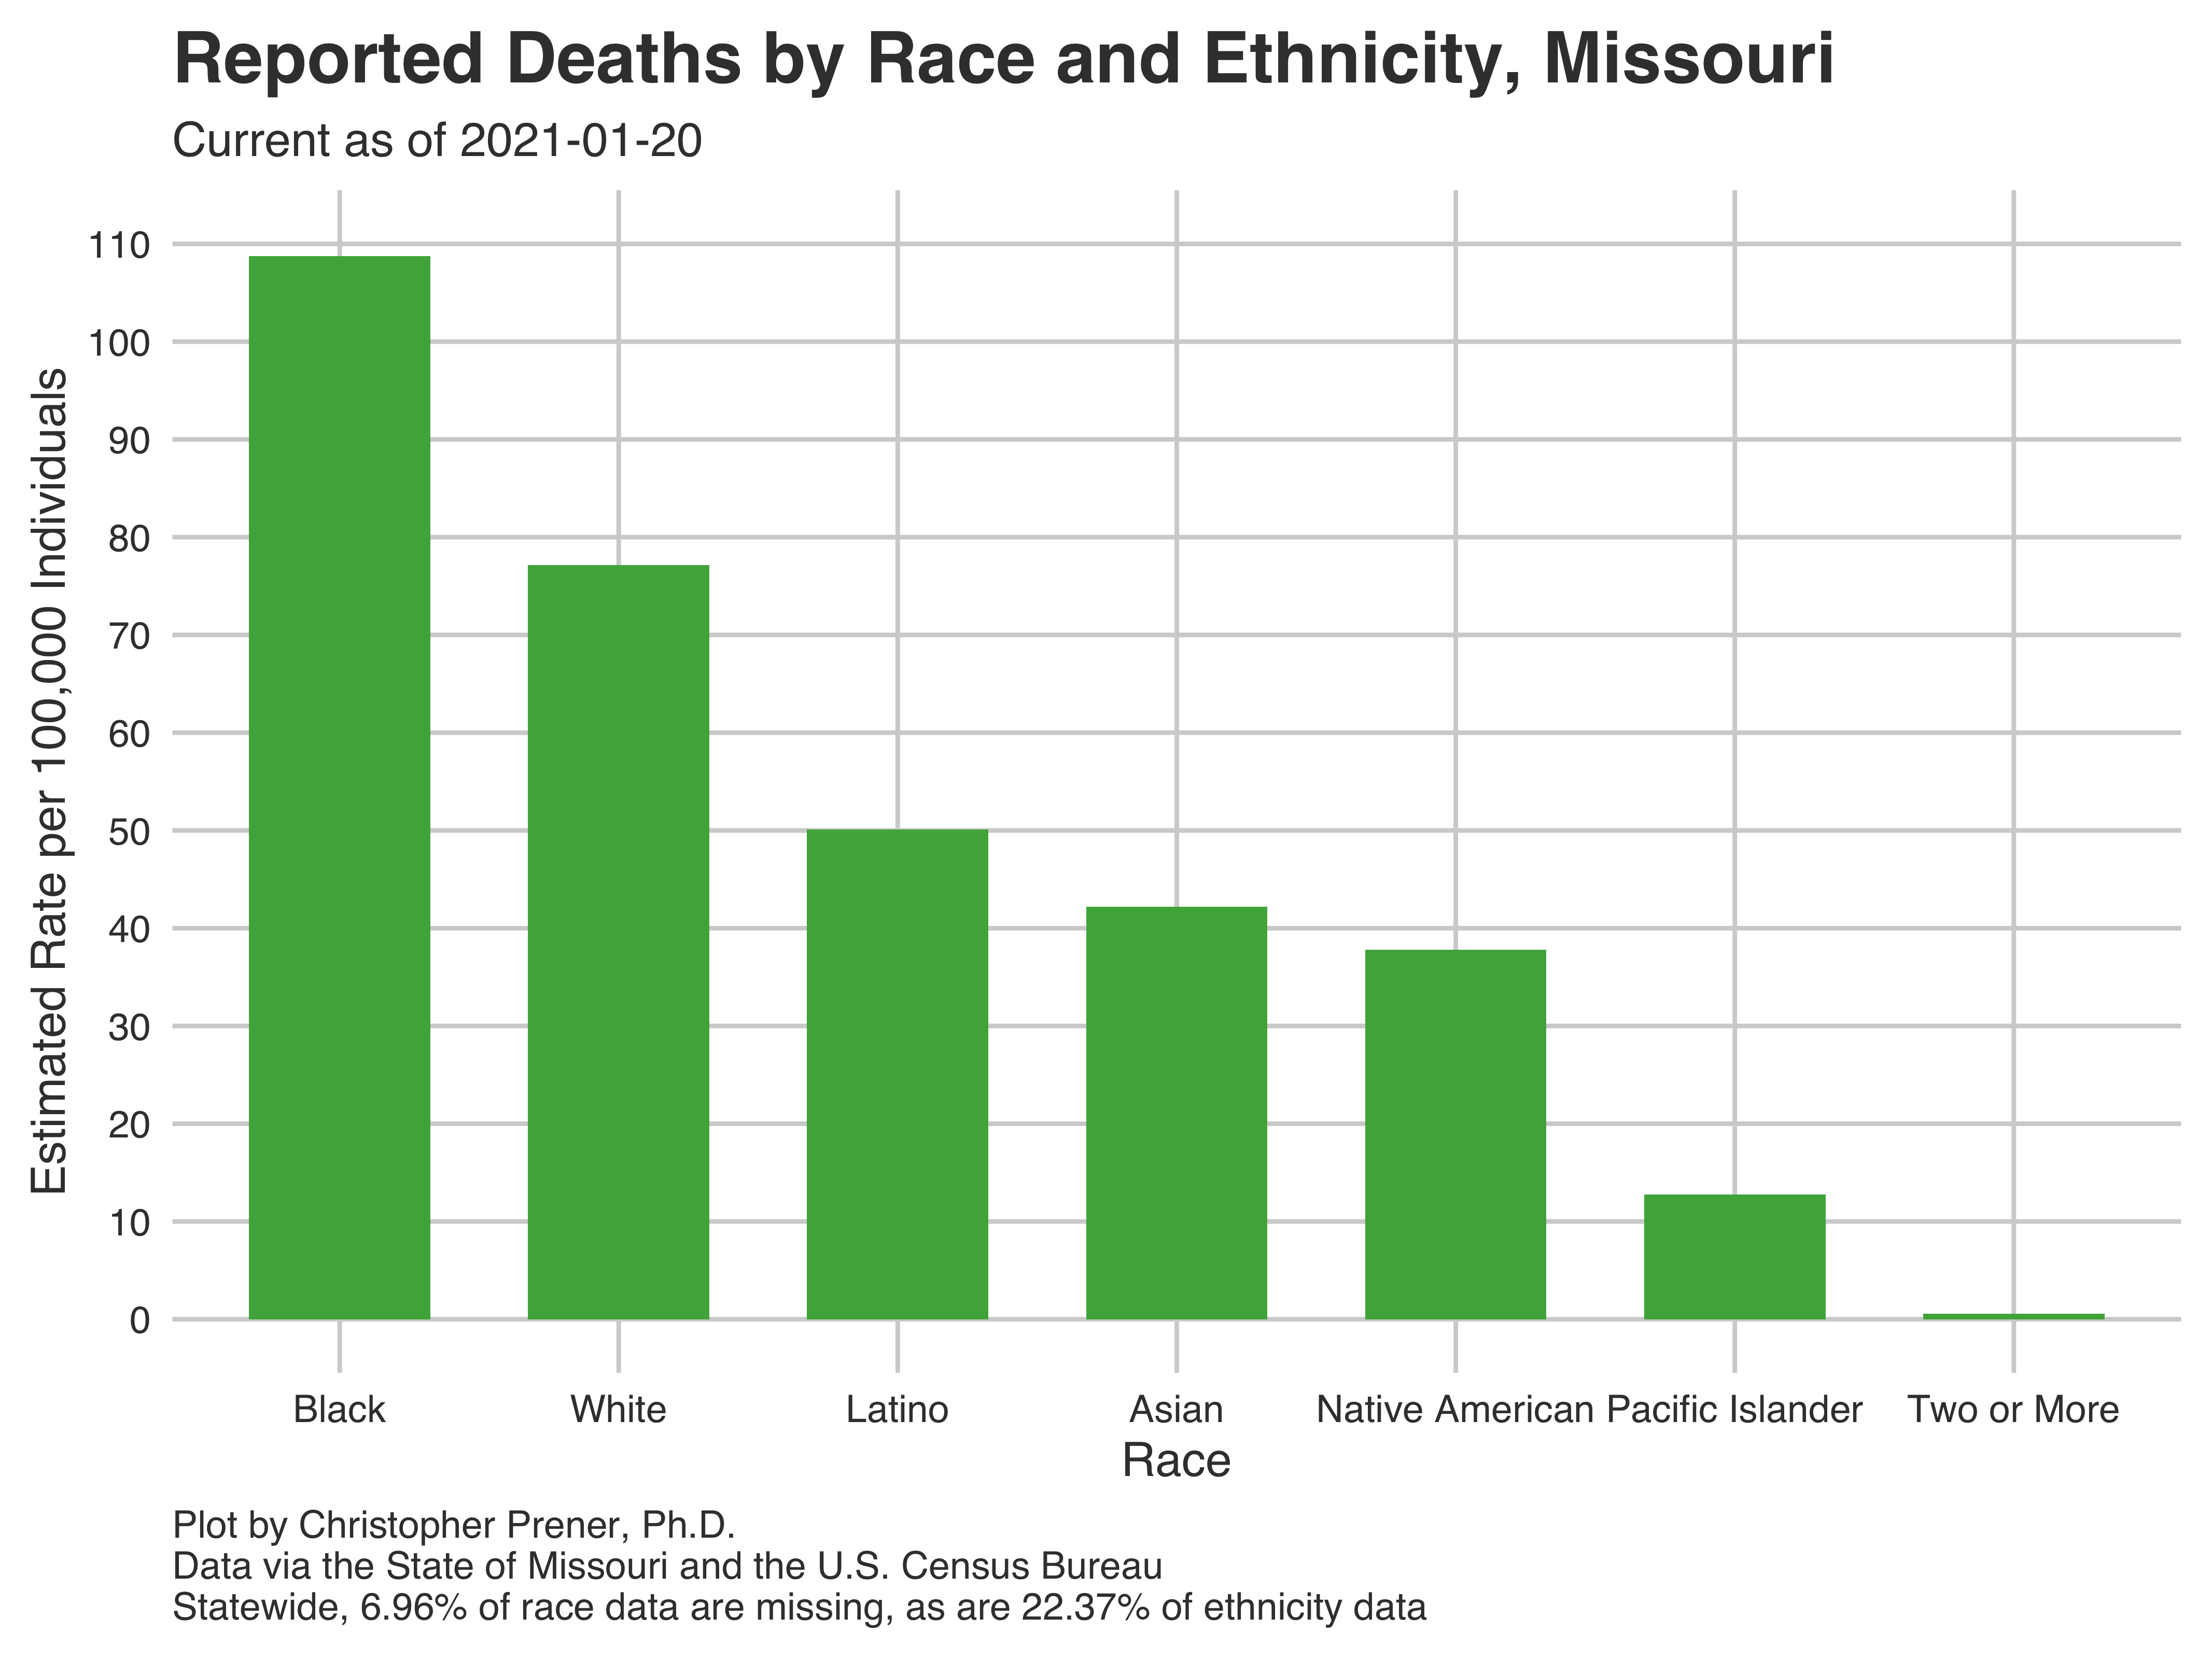 Reported Deaths by Race and Ethnicity, Missouri
Current as of 2021-01-20
Estimated Rate per 100,000 Individuals
110
100
90
80
70
60
50
40
30
20
10
0
Black White Latino Asian Native American Pacific Islander Two or More
Race
Plot by Christopher Prener, Ph.D.
Data via the State of Missouri and the U.S. Census Bureau
Statewide, 6.96% of race data are missing, as are 22.37% of ethnicity data